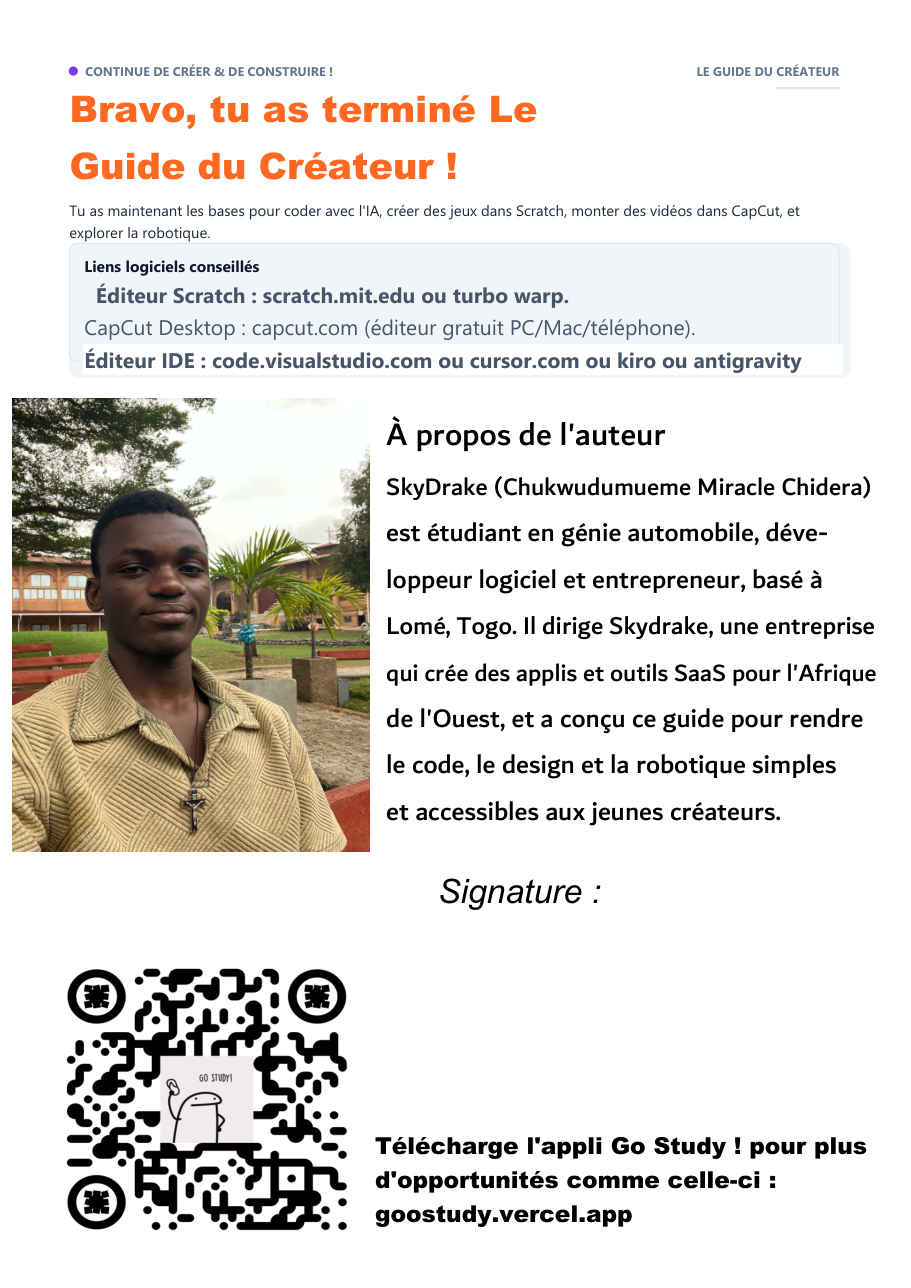 CONTINUE DE CRÉER & DE CONSTRUIRE !
LE GUIDE DU CRÉATEUR
Bravo, tu as terminé Le
Guide du Créateur !
Tu as maintenant les bases pour coder avec l'IA, créer des jeux dans Scratch, monter des vidéos dans CapCut, et
explorer la robotique.
Liens logiciels conseillés
Éditeur Scratch : scratch.mit.edu ou turbo warp.
CapCut Desktop : capcut.com (éditeur gratuit PC/Mac/téléphone).
Éditeur IDE : code.visualstudio.com ou cursor.com ou kiro ou antigravity
À propos de l'auteur
SkyDrake (Chukwudumueme Miracle Chidera)
est étudiant en génie automobile, déve-
loppeur logiciel et entrepreneur, basé à
Lomé, Togo. Il dirige Skydrake, une entreprise
qui crée des applis et outils SaaS pour l'Afrique
de l'Ouest, et a conçu ce guide pour rendre
le code, le design et la robotique simples
et accessibles aux jeunes créateurs.
Signature :
GO STUDY!
Télécharge l'appli Go Study ! pour plus
d'opportunités comme celle-ci :
goostudy.vercel.app